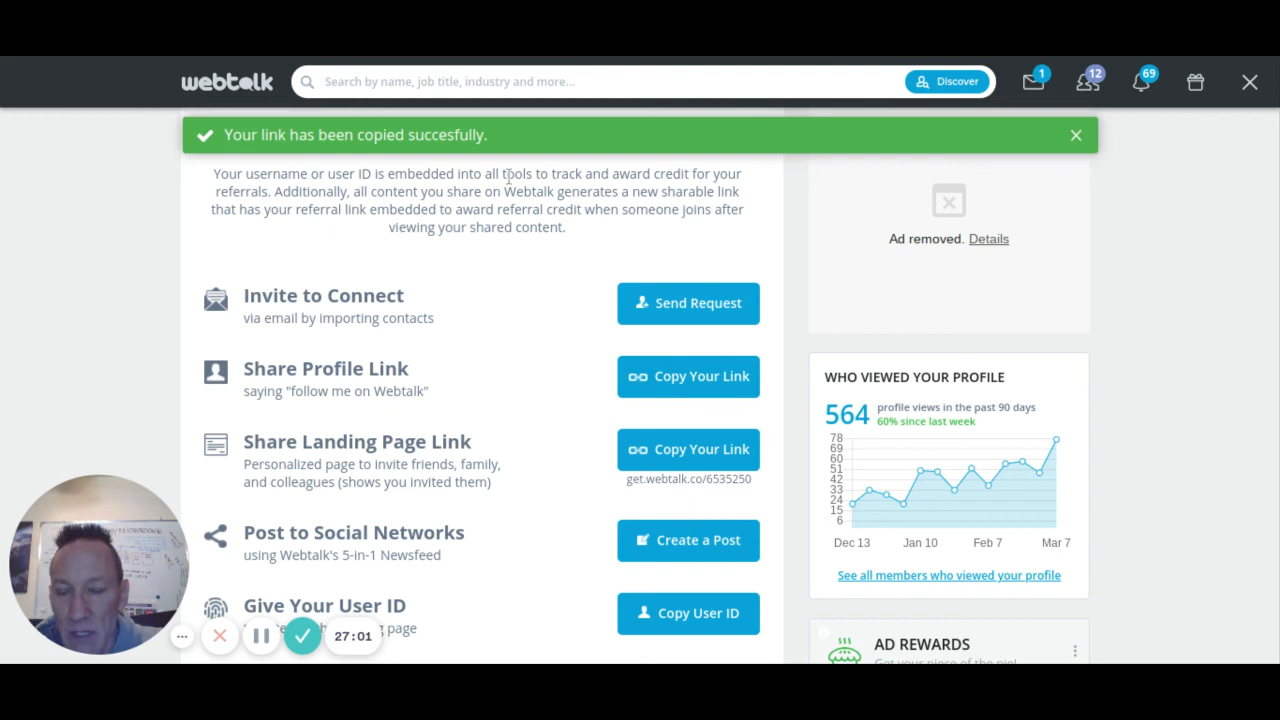 webtalk
Search by name, job title, industry and more...
Discover
1
12
69
Your link has been copied succesfully.
Your username or user ID is embedded into all tools to track and award credit for your
referrals. Additionally, all content you share on Webtalk generates a new sharable link
that has your referral link embedded to award referral credit when someone joins after
viewing your shared content.
Invite to Connect
via email by importing contacts
Send Request
Share Profile Link
saying "follow me on Webtalk"
Copy Your Link
Share Landing Page Link
Personalized page to invite friends, family,
and colleagues (shows you invited them)
Copy Your Link
get.webtalk.co/6535250
Post to Social Networks
using Webtalk's 5-in-1 Newsfeed
Create a Post
Give Your User ID
page
Copy User ID
27:01
Ad removed. Details
WHO VIEWED YOUR PROFILE
564
profile views in the past 90 days
60% since last week
78
69
60
51
42
33
24
15
6
Dec 13 Jan 10 Feb 7 Mar 7
See all members who viewed your profile
AD REWARDS
Get your piece of the pie!